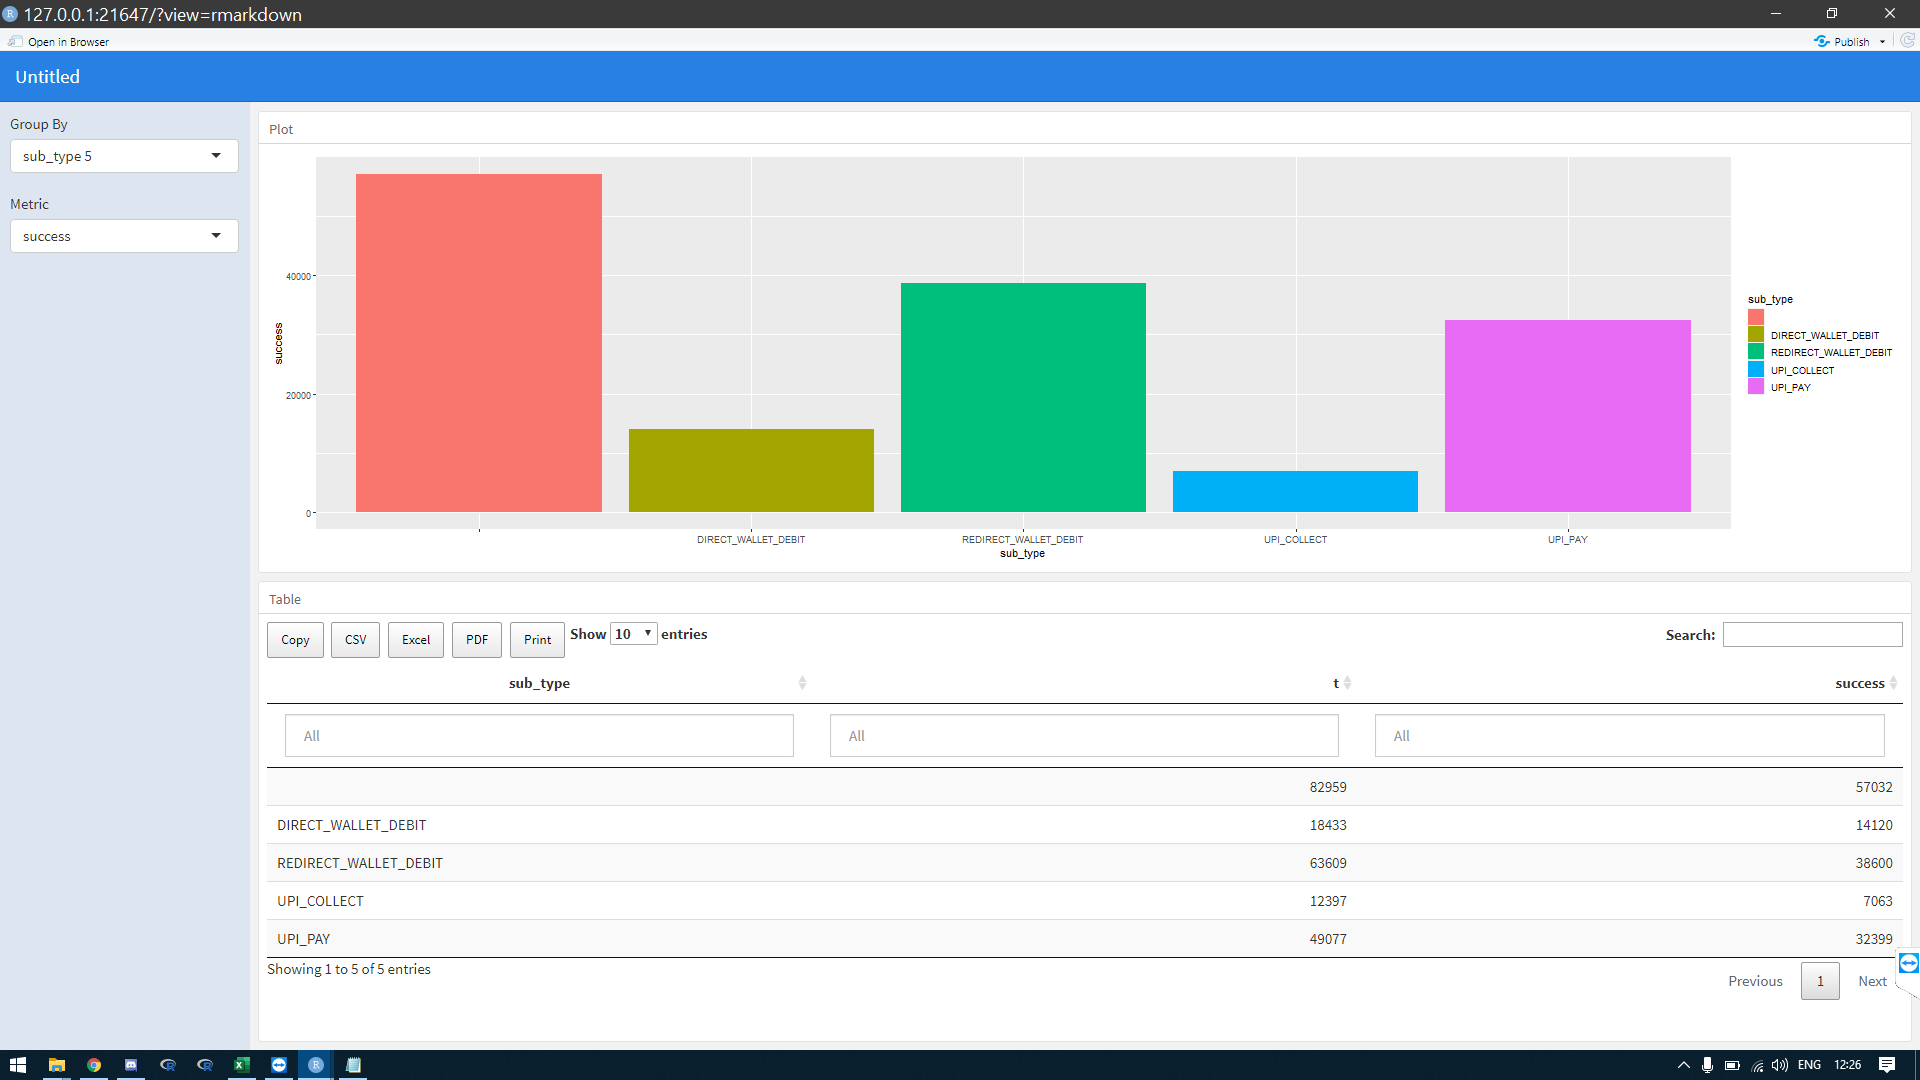 127.0.0.1:21647/?view=rmarkdown
Open in Browser
Publish
Untitled
Group By
sub_type 5
Metric
success
Plot
success
40000
20000
0
DIRECT_WALLET_DEBIT
REDIRECT_WALLET_DEBIT
UPI_COLLECT
UPI_PAY
sub_type
sub_type
DIRECT_WALLET_DEBIT
REDIRECT_WALLET_DEBIT
UPI_COLLECT
UPI_PAY
Table
Copy CSV Excel PDF Print Show 10 entries Search:
sub_type t success
All All All
82959 57032
DIRECT_WALLET_DEBIT 18433 14120
REDIRECT_WALLET_DEBIT 63609 38600
UPI_COLLECT 12397 7063
UPI_PAY 49077 32399
Showing 1 to 5 of 5 entries
Previous 1 Next
ENG 12:26